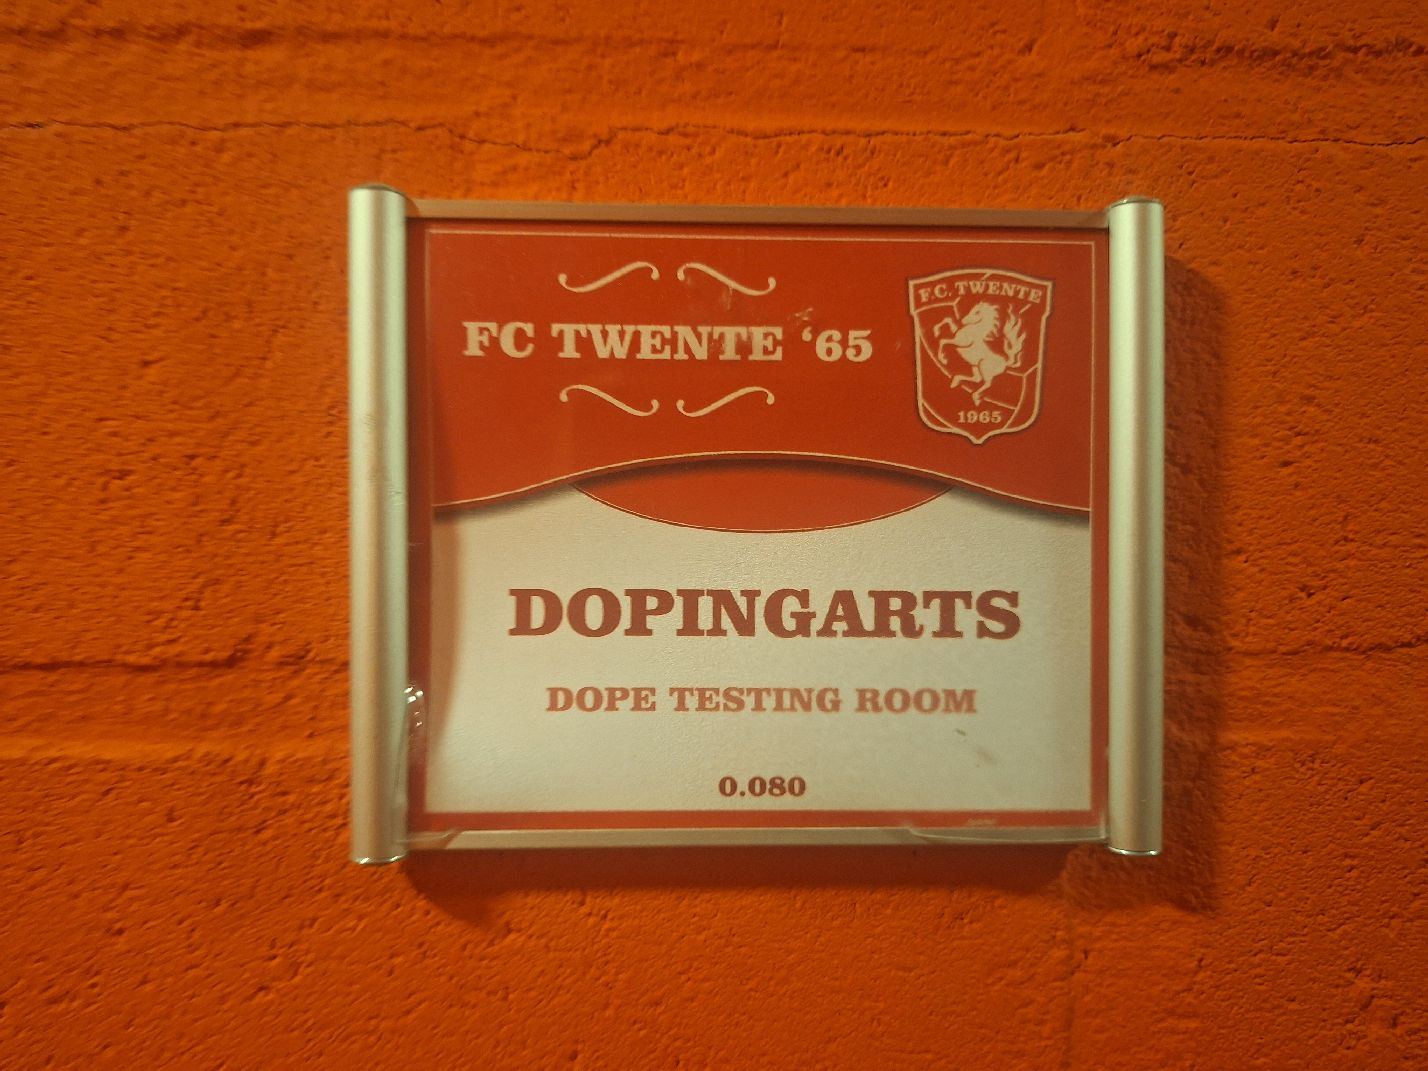 FC TWENTE ‘65
F.C. TWENTE
1965
DOPINGARTS
DOPE TESTING ROOM
0.080